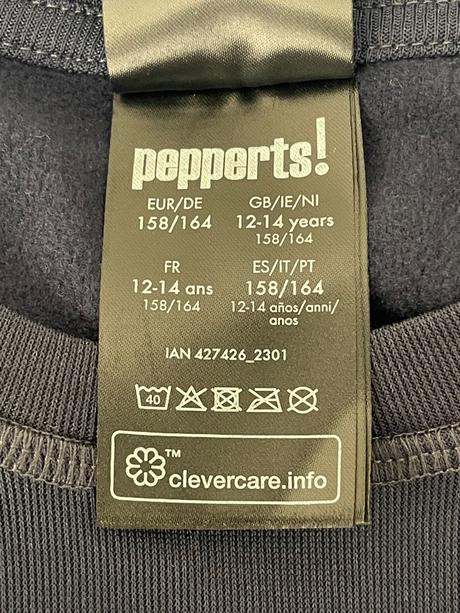 pepperts!
EUR/DE
158/164
GB/IE/NI
12-14 years
158/164
FR
12-14 ans
158/164
ES/IT/PT
158/164
12-14 años/anni/
anos
IAN 427426_2301
40
™
clevercare.info